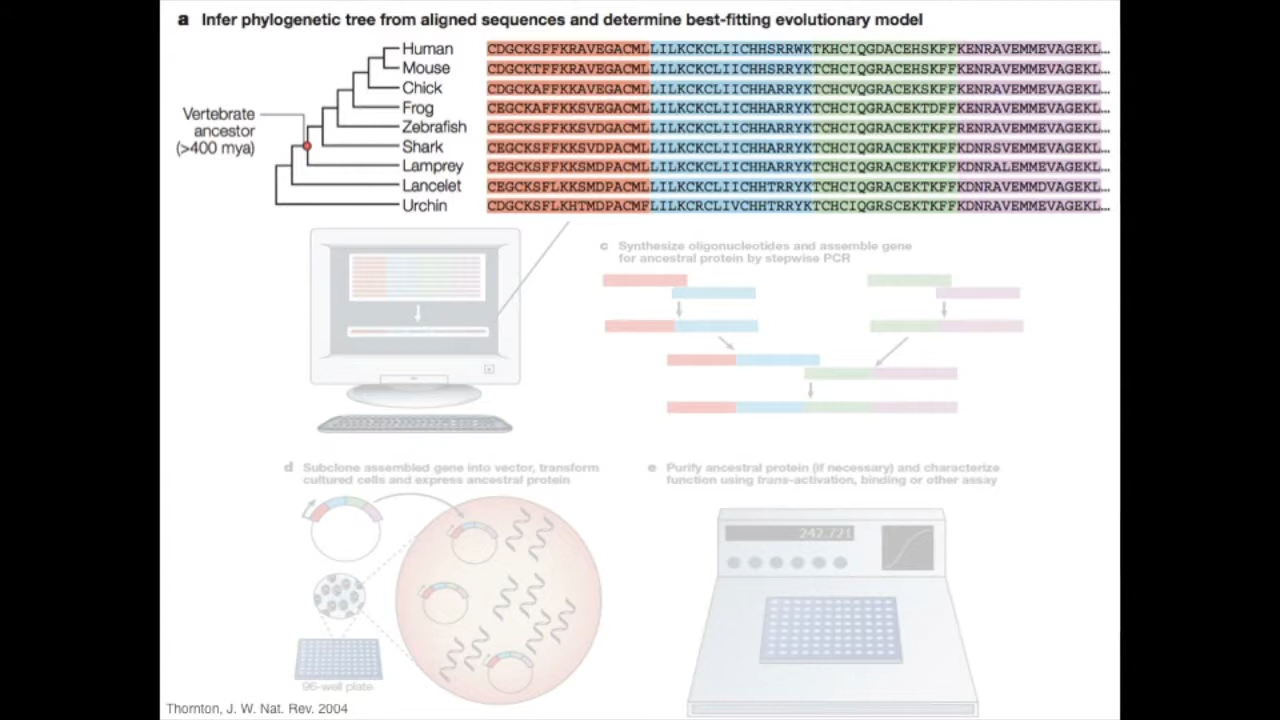 a Infer phylogenetic tree from aligned sequences and determine best-fitting evolutionary model
Human CDGCKSFFKRAVEGACMLLILKCKCLIICHHSRRWKTKHCIQGDACEHSKFFKENRAVEMMEVAGEKL...
Mouse CDGCKTFFKRAVEGACMLLILKCKCLIICHHSRRYKTCHCIQGRACEHSKFFKENRAVEMMEVAGEKL...
Chick CDGCKAFFKKAVEGACMLLILKCKCLIICHHARRYKTCHCVQGRACEKSKFFKENRAVEMMEVAGEKL...
Frog CEGCKAFFKKSVEGACMLLILKCKCLIICHHARRYKTCHCIQGRACEKTDFFKENRAVEMMEVAGEKL...
Vertebrate
ancestor
(>400 mya)
Zebrafish CEGCKSFFKKSVDGACMLLILKCKCLIICHHARRYKTCHCIQGRACEKTKFFRENRAVEMMEVAGEKL...
Shark CEGCKSFFKKSVDPACMLLILKCKCLIICHHARRYKTCHCIQGRACEKTKFFKDNRSVEMMEVAGEKL...
Lamprey CEGCKSFFKKSMDPACMLLILKCKCLIICHHARRYKTCHCIQGRACEKTKFFKDNRALEMMEVAGEKL...
Lancelet CEGCKSFLKKSMDPACMLLILKCKCLIICHHTRRYKTCHCIQGRACEKTKFFKDNRAVEMMDVAGEKL...
Urchin CDGCKSFLKHTMDPACMFLILKCRCLIVCHHTRRYKTCHCIQGRSCEKTKFFKDNRAVEMMEVAGEKL...
c Synthesize oligonucleotides and assemble gene
for ancestral protein by stepwise PCR
d Subclone assembled gene into vector, transform
cultured cells and express ancestral protein
e Purify ancestral protein (if necessary) and characterize
function using trans-activation, binding or other assay
242.721
96-well plate
Thornton, J. W. Nat. Rev. 2004